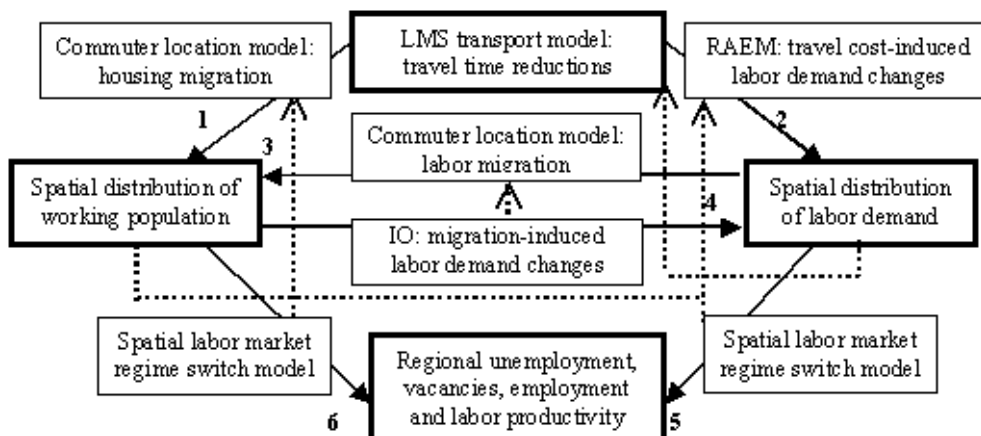 Commuter location model:
housing migration
LMS transport model:
travel time reductions
RAEM: travel cost-induced
labor demand changes
1
2
3
Commuter location model:
labor migration
Spatial distribution of
working population
Spatial distribution
of labor demand
4
IO: migration-induced
labor demand changes
Spatial labor market
regime switch model
Regional unemployment,
vacancies, employment
and labor productivity
Spatial labor market
regime switch model
6
5